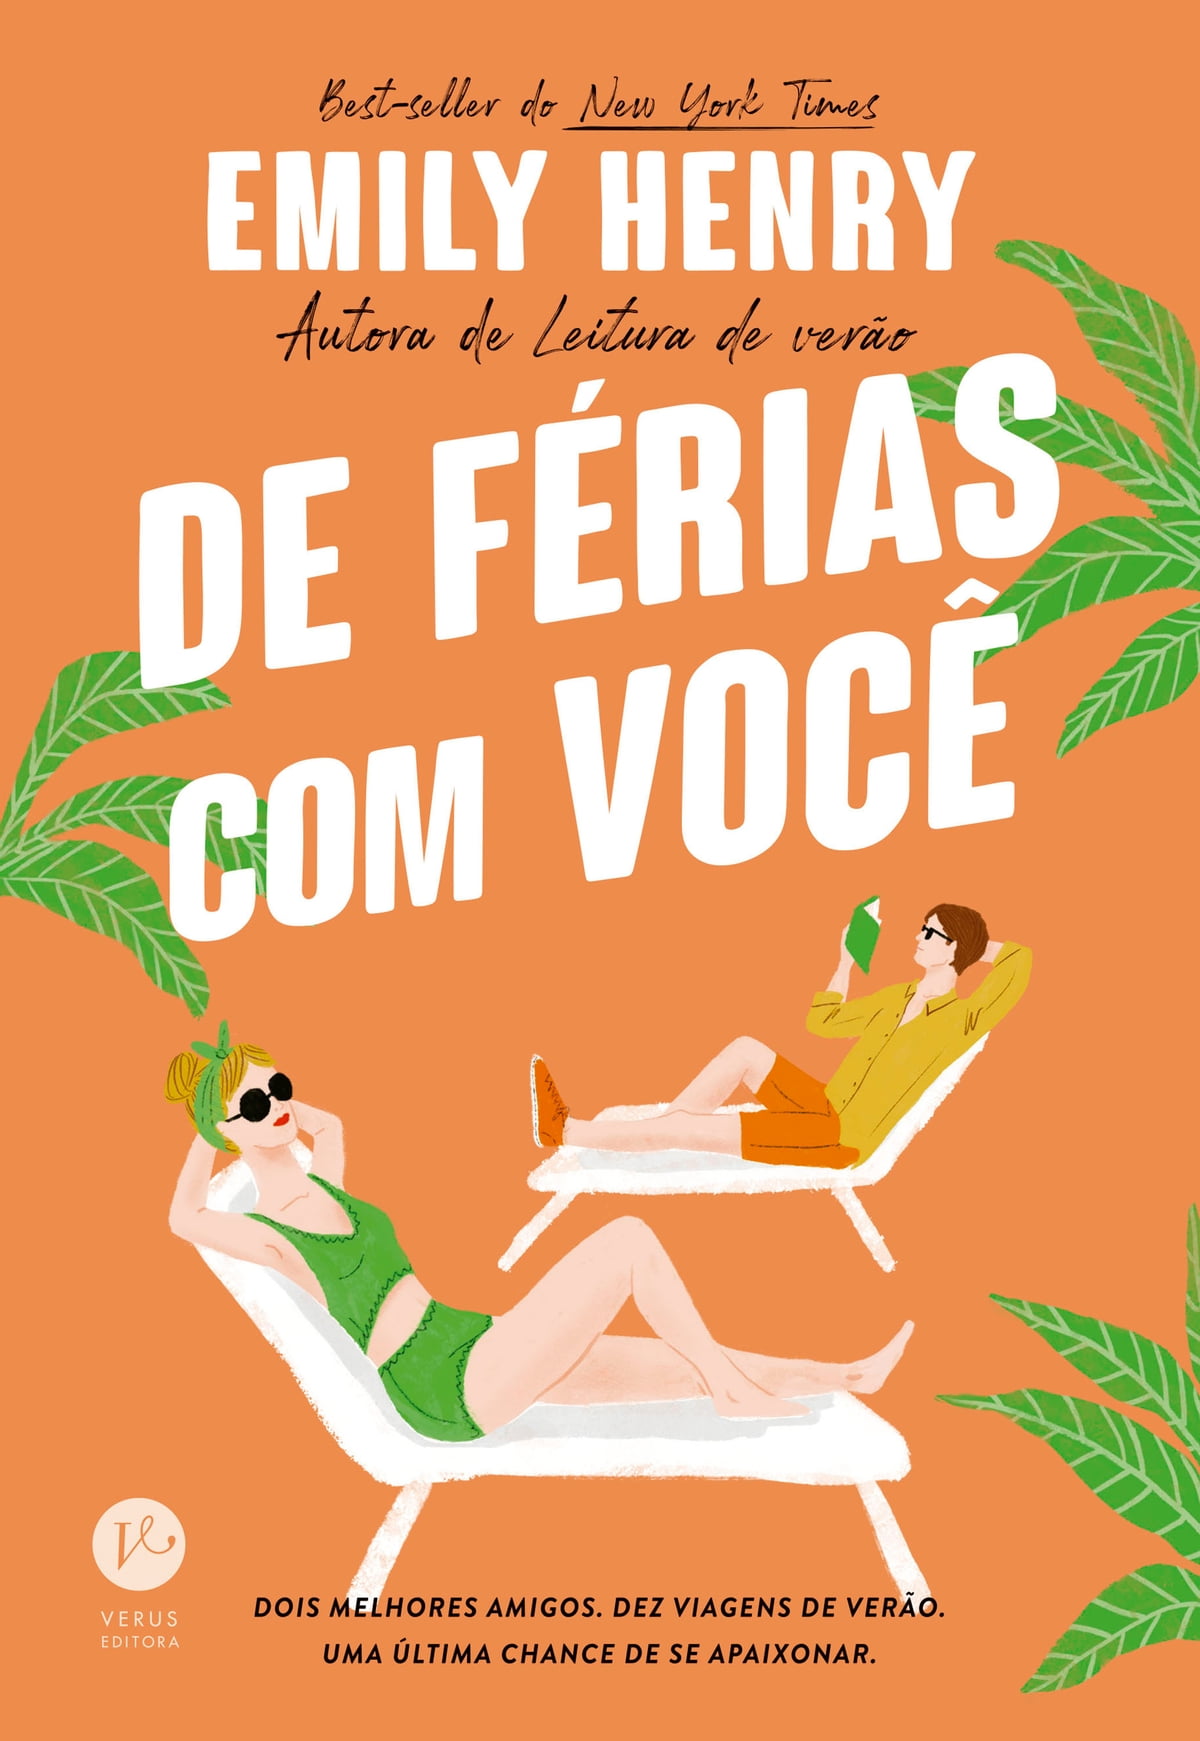 Best-seller do New York Times
EMILY HENRY
Autora de Leitura de verão
DE FÉRIAS
COM VOCÊ
VERUS
EDITORA
DOIS MELHORES AMIGOS. DEZ VIAGENS DE VERÃO.
UMA ÚLTIMA CHANCE DE SE APAIXONAR.